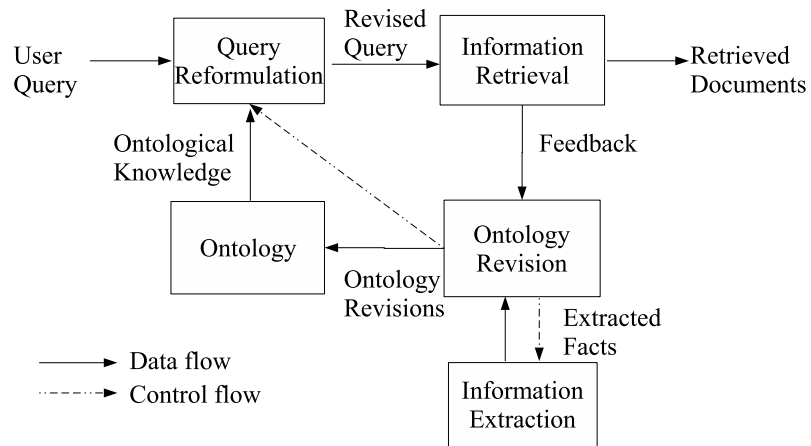 User
Query
Query
Reformulation
Revised
Query
Information
Retrieval
Retrieved
Documents
Ontological
Knowledge
Feedback
Ontology
Ontology
Revisions
Ontology
Revision
Extracted
Facts
Information
Extraction
Data flow
Control flow